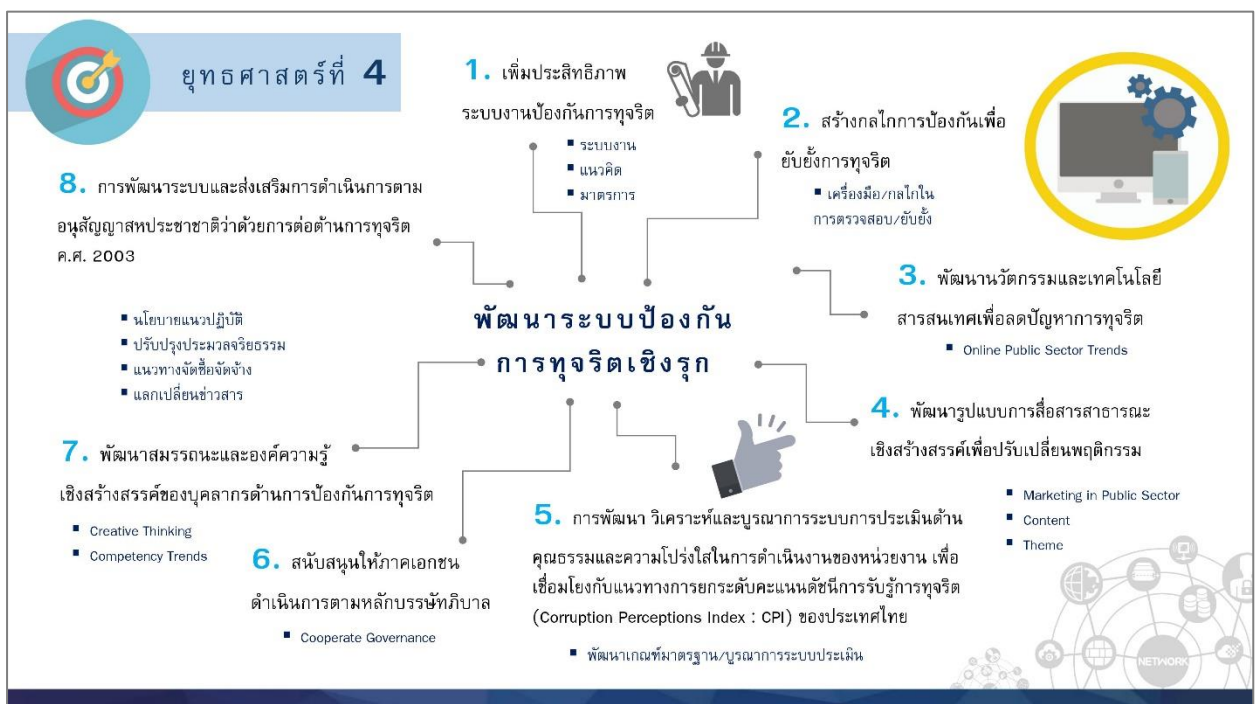 ยุทธศาสตร์ที่ 4
1. เพิ่มประสิทธิภาพ
ระบบงานป้องกันการทุจริต
▪ ระบบงาน
▪ แนวคิด
▪ มาตรการ
2. สร้างกลไกการป้องกันเพื่อ
ยับยั้งการทุจริต
▪ เครื่องมือ/กลไกใน
การตรวจสอบ/ยับยั้ง
3. พัฒนานวัตกรรมและเทคโนโลยี
สารสนเทศเพื่อลดปัญหาการทุจริต
▪ Online Public Sector Trends
4. พัฒนารูปแบบการสื่อสารสาธารณะ
เชิงสร้างสรรค์เพื่อปรับเปลี่ยนพฤติกรรม
▪ Marketing in Public Sector
▪ Content
▪ Theme
พัฒนาระบบป้องกัน
การทุจริตเชิงรุก
5. การพัฒนา วิเคราะห์และบูรณาการระบบการประเมินด้าน
คุณธรรมและความโปร่งใสในการดำเนินงานของหน่วยงาน เพื่อ
เชื่อมโยงกับแนวทางการยกระดับคะแนนดัชนีการรับรู้การทุจริต
(Corruption Perceptions Index : CPI) ของประเทศไทย
▪ พัฒนาเกณฑ์มาตรฐาน/บูรณาการระบบประเมิน
6. สนับสนุนให้ภาคเอกชน
ดำเนินการตามหลักบรรษัทภิบาล
▪ Cooperate Governance
7. พัฒนาสมรรถนะและองค์ความรู้
เชิงสร้างสรรค์ของบุคลากรด้านการป้องกันการทุจริต
▪ Creative Thinking
▪ Competency Trends
8. การพัฒนาระบบและส่งเสริมการดำเนินการตาม
อนุสัญญาสหประชาชาติว่าด้วยการต่อต้านการทุจริต
ค.ศ. 2003
▪ นโยบายแนวปฏิบัติ
▪ ปรับปรุงประมวลจริยธรรม
▪ แนวทางจัดซื้อจัดจ้าง
▪ แลกเปลี่ยนข่าวสาร
NETWORK